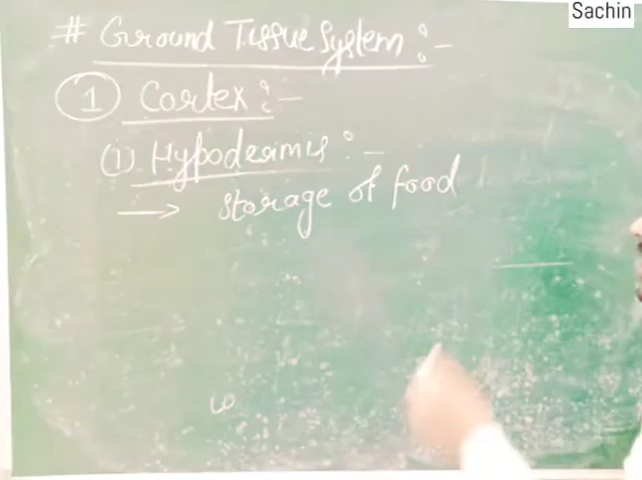 Sachin
# Ground Tissue System :-
① Cortex :-
(1) Hypodermis :-
→ storage of food